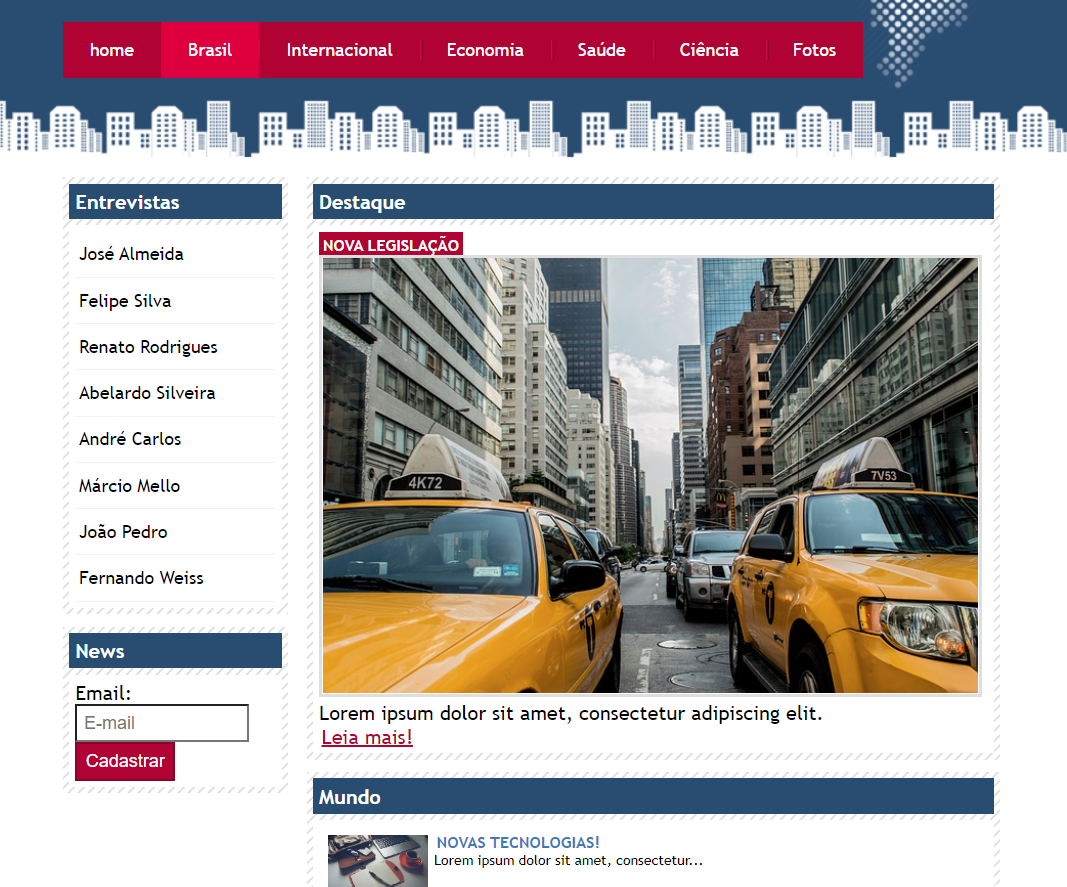 home Brasil Internacional Economia Saúde Ciência Fotos
Entrevistas
José Almeida
Felipe Silva
Renato Rodrigues
Abelardo Silveira
André Carlos
Márcio Mello
João Pedro
Fernando Weiss
News
Email:
E-mail
Cadastrar
Destaque
NOVA LEGISLAÇÃO
4K72
7V53
Lorem ipsum dolor sit amet, consectetur adipiscing elit.
Leia mais!
Mundo
NOVAS TECNOLOGIAS!
Lorem ipsum dolor sit amet, consectetur...